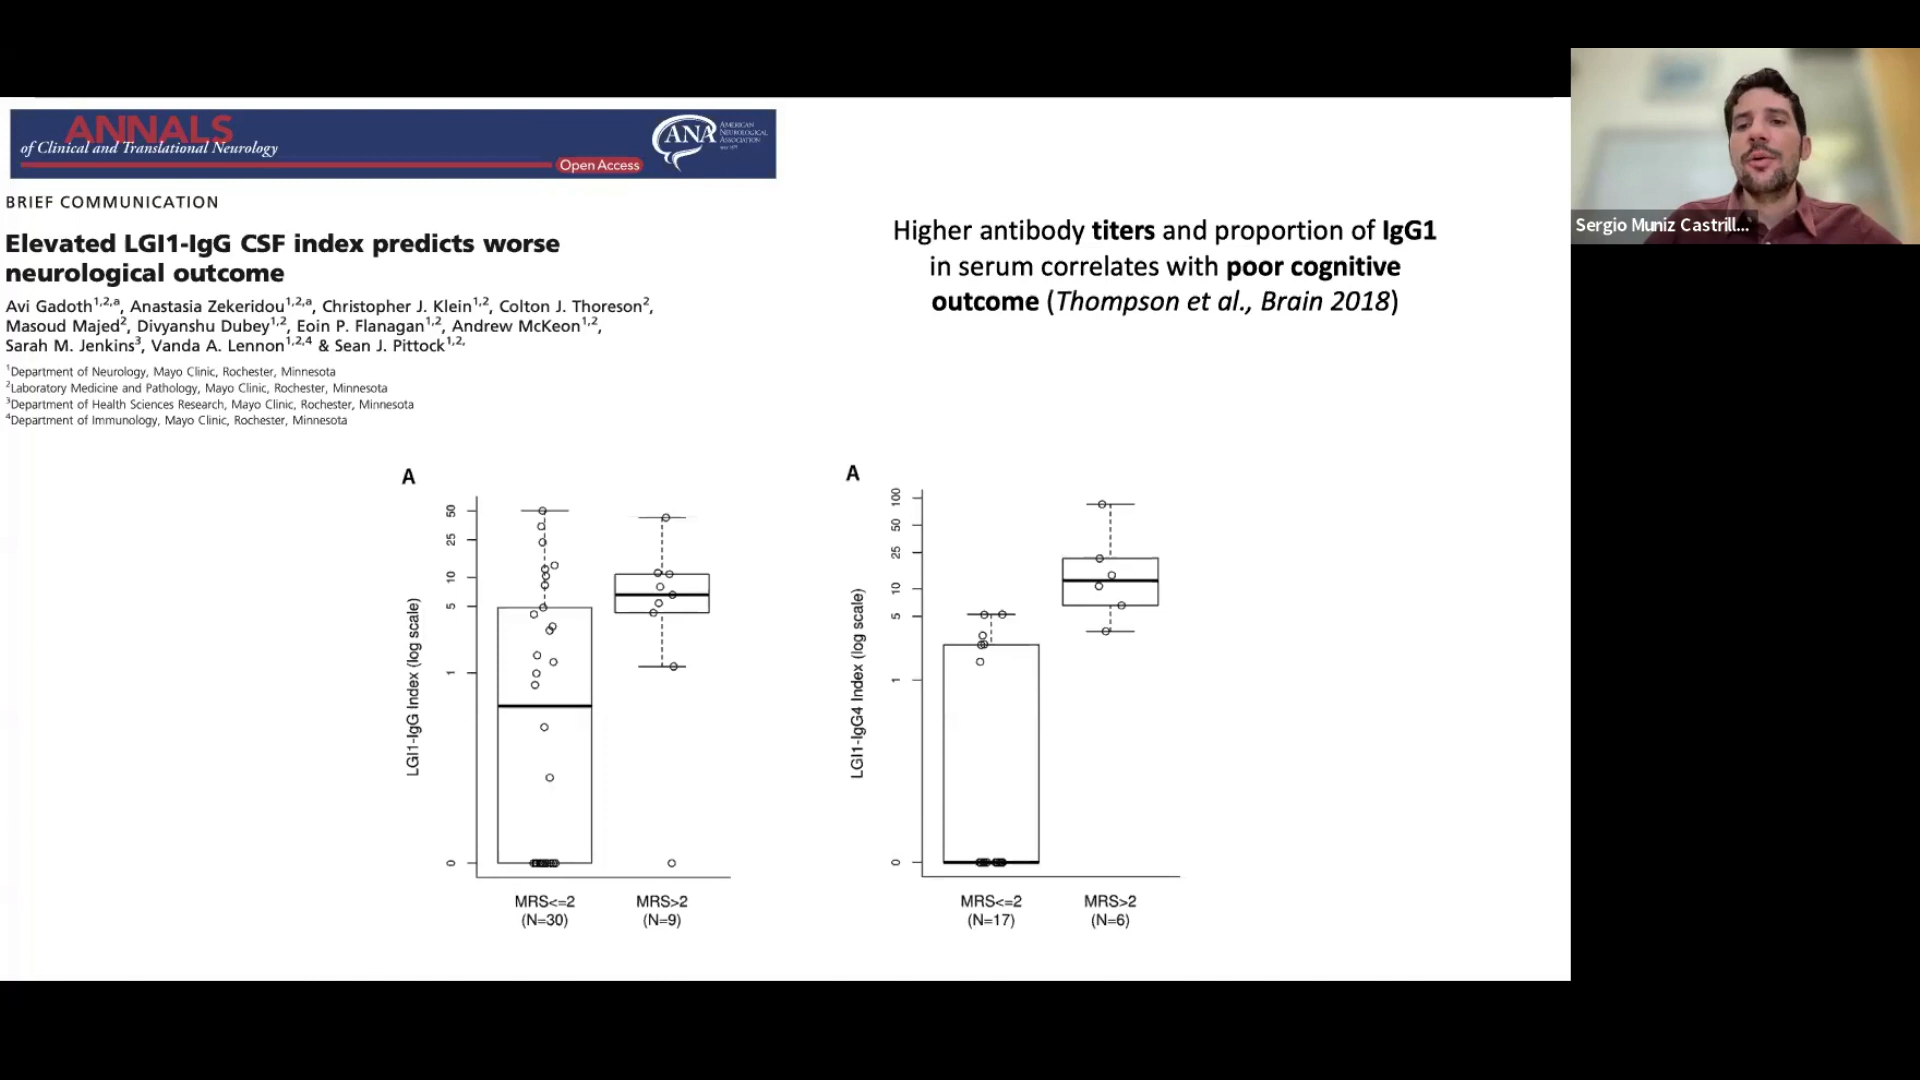 ANNALS
of Clinical and Translational Neurology
Open Access
ANA
AMERICAN
NEUROLOGICAL
ASSOCIATION
BRIEF COMMUNICATION
Elevated LGI1-IgG CSF index predicts worse
neurological outcome
Avi Gadoth1,2,a, Anastasia Zekeridou1,2,a, Christopher J. Klein1,2, Colton J. Thoreson2,
Masoud Majed2, Divyanshu Dubey1,2, Eoin P. Flanagan1,2, Andrew McKeon1,2,
Sarah M. Jenkins3, Vanda A. Lennon1,2,4 & Sean J. Pittock1,2,
1Department of Neurology, Mayo Clinic, Rochester, Minnesota
2Laboratory Medicine and Pathology, Mayo Clinic, Rochester, Minnesota
3Department of Health Sciences Research, Mayo Clinic, Rochester, Minnesota
4Department of Immunology, Mayo Clinic, Rochester, Minnesota
Higher antibody titers and proportion of IgG1
in serum correlates with poor cognitive
outcome (Thompson et al., Brain 2018)
Sergio Muniz Castrill...
A
LGI1-IgG Index (log scale)
50
25
10
5
1
0
MRS<=2
(N=30)
MRS>2
(N=9)
A
LGI1-IgG4 Index (log scale)
100
50
25
10
5
1
0
MRS<=2
(N=17)
MRS>2
(N=6)